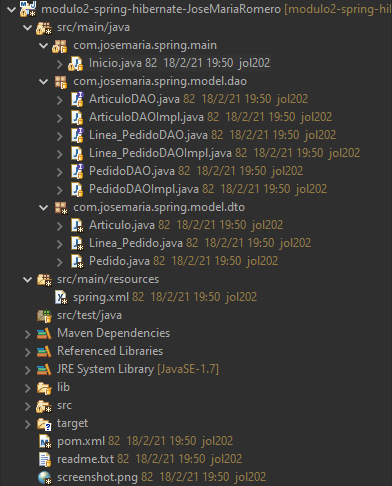 modulo2-spring-hibernate-JoseMariaRomero [modulo2-spring-hil
src/main/java
com.josemaria.spring.main
Inicio.java 82 18/2/21 19:50 jol202
com.josemaria.spring.model.dao
ArticuloDAO.java 82 18/2/21 19:50 jol202
ArticuloDAOImpl.java 82 18/2/21 19:50 jol202
Linea_PedidoDAO.java 82 18/2/21 19:50 jol202
Linea_PedidoDAOImpl.java 82 18/2/21 19:50 jol202
PedidoDAO.java 82 18/2/21 19:50 jol202
PedidoDAOImpl.java 82 18/2/21 19:50 jol202
com.josemaria.spring.model.dto
Articulo.java 82 18/2/21 19:50 jol202
Linea_Pedido.java 82 18/2/21 19:50 jol202
Pedido.java 82 18/2/21 19:50 jol202
src/main/resources
spring.xml 82 18/2/21 19:50 jol202
src/test/java
Maven Dependencies
Referenced Libraries
JRE System Library [JavaSE-1.7]
lib
src
target
pom.xml 82 18/2/21 19:50 jol202
readme.txt 82 18/2/21 19:50 jol202
screenshot.png 82 18/2/21 19:50 jol202